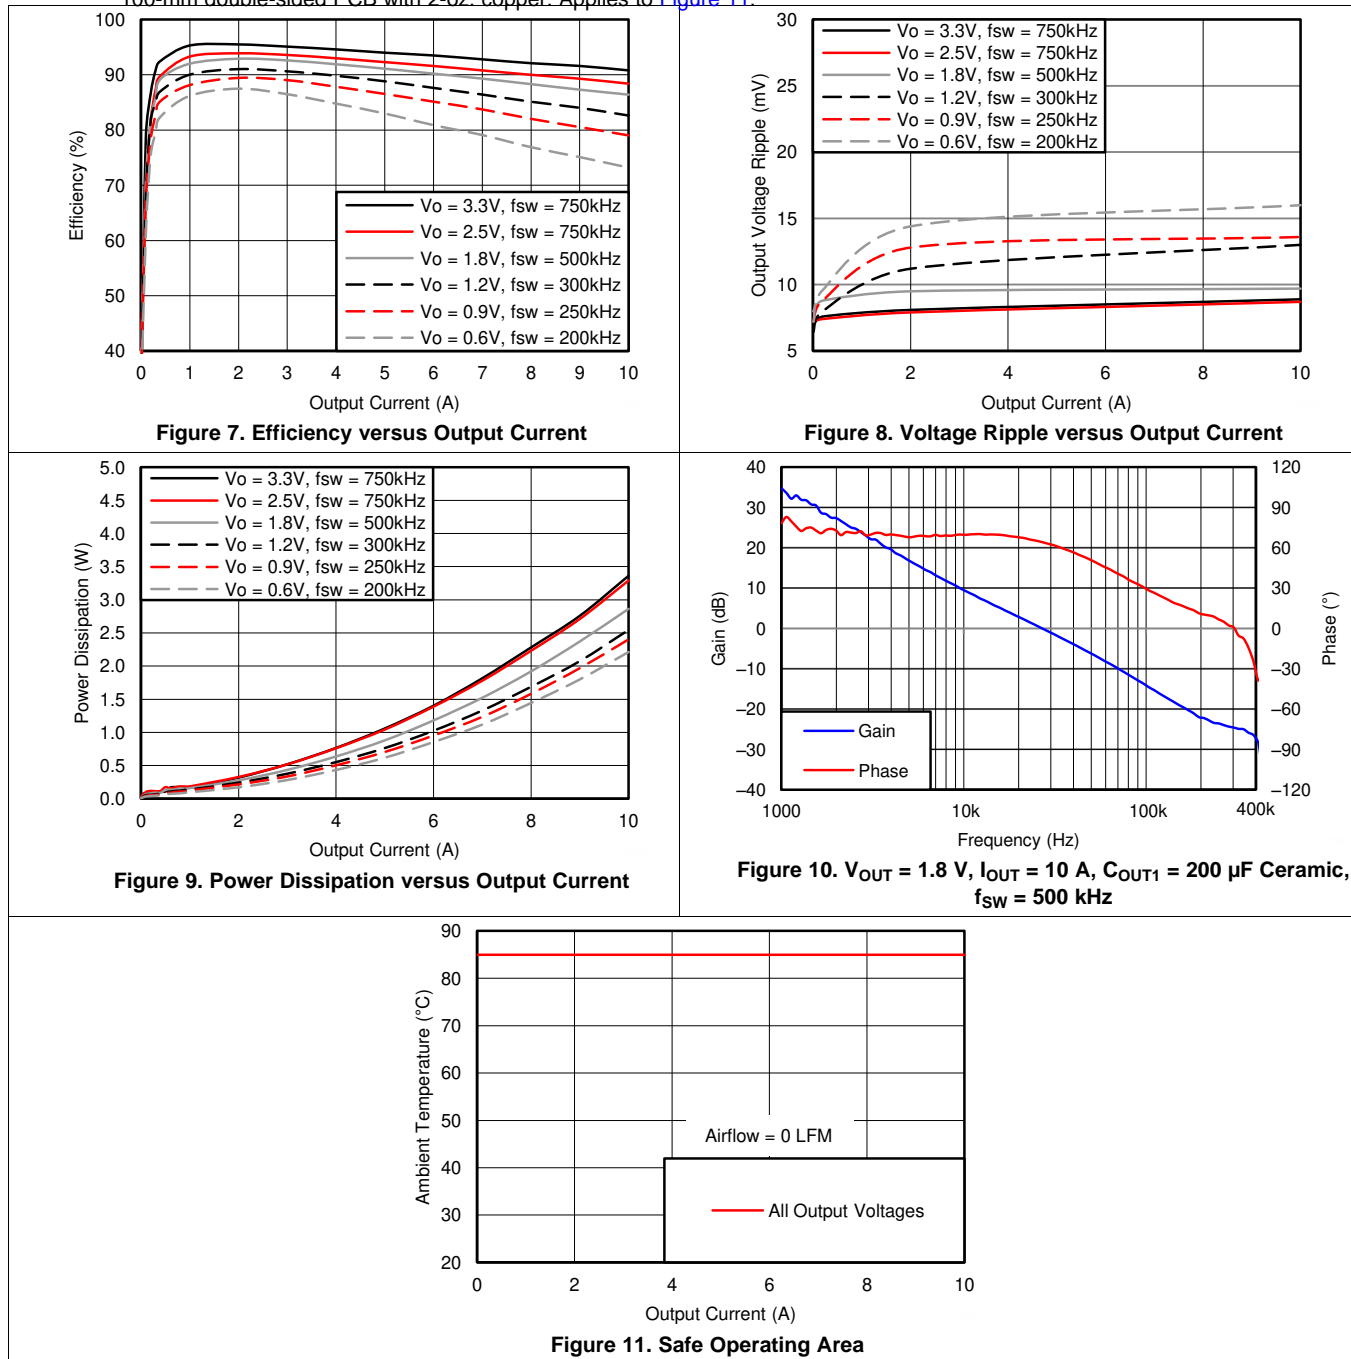 100-mm double-sided PCB with 2-oz. copper. Applies to Figure 11.
100
90
80
70
60
50
40
Efficiency (%)
Vo = 3.3V, fsw = 750kHz
Vo = 2.5V, fsw = 750kHz
Vo = 1.8V, fsw = 500kHz
Vo = 1.2V, fsw = 300kHz
Vo = 0.9V, fsw = 250kHz
Vo = 0.6V, fsw = 200kHz
0 1 2 3 4 5 6 7 8 9 10
Output Current (A)
Figure 7. Efficiency versus Output Current
30
25
20
15
10
5
Output Voltage Ripple (mV)
Vo = 3.3V, fsw = 750kHz
Vo = 2.5V, fsw = 750kHz
Vo = 1.8V, fsw = 500kHz
Vo = 1.2V, fsw = 300kHz
Vo = 0.9V, fsw = 250kHz
Vo = 0.6V, fsw = 200kHz
0 2 4 6 8 10
Output Current (A)
Figure 8. Voltage Ripple versus Output Current
5.0
4.5
4.0
3.5
3.0
2.5
2.0
1.5
1.0
0.5
0.0
Power Dissipation (W)
Vo = 3.3V, fsw = 750kHz
Vo = 2.5V, fsw = 750kHz
Vo = 1.8V, fsw = 500kHz
Vo = 1.2V, fsw = 300kHz
Vo = 0.9V, fsw = 250kHz
Vo = 0.6V, fsw = 200kHz
0 2 4 6 8 10
Output Current (A)
Figure 9. Power Dissipation versus Output Current
40
30
20
10
0
–10
–20
–30
–40
Gain (dB)
120
90
60
30
0
–30
–60
–90
–120
Phase (°)
Gain
Phase
1000 10k 100k 400k
Frequency (Hz)
Figure 10. VOUT = 1.8 V, IOUT = 10 A, COUT1 = 200 µF Ceramic,
fSW = 500 kHz
90
80
70
60
50
40
30
20
Ambient Temperature (°C)
Airflow = 0 LFM
All Output Voltages
0 2 4 6 8 10
Output Current (A)
Figure 11. Safe Operating Area